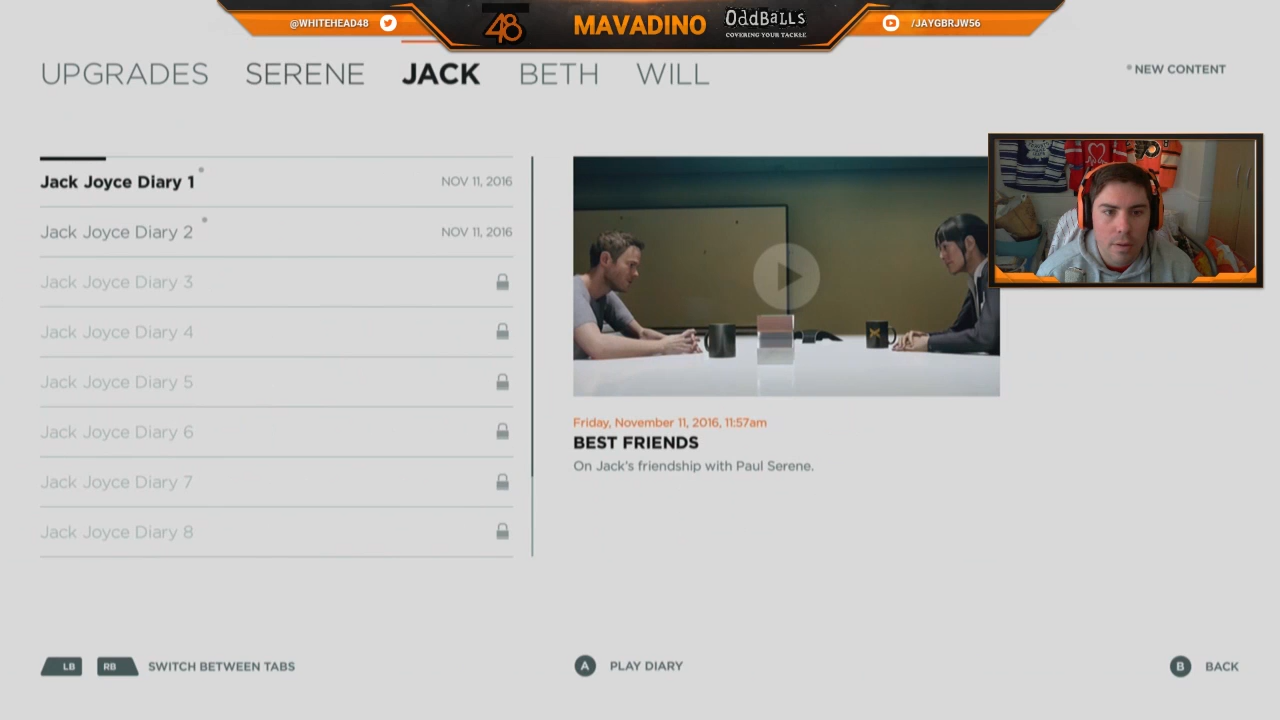 @WHITEHEAD48
48
MAVADINO
ODDBALLS
COVERING YOUR TACKLE
/JAYGBRJW56
UPGRADES SERENE JACK BETH WILL
NEW CONTENT
Jack Joyce Diary 1 NOV 11, 2016
Jack Joyce Diary 2 NOV 11, 2016
Jack Joyce Diary 3
Jack Joyce Diary 4
Jack Joyce Diary 5
Jack Joyce Diary 6
Jack Joyce Diary 7
Jack Joyce Diary 8
Friday, November 11, 2016, 11:57am
BEST FRIENDS
On Jack's friendship with Paul Serene.
LB RB SWITCH BETWEEN TABS
A PLAY DIARY
B BACK